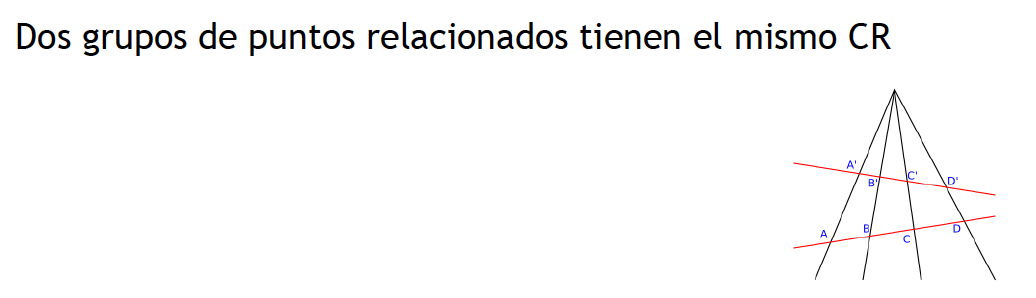 Dos grupos de puntos relacionados tienen el mismo CR
A'
B'
C'
D'
A
B
C
D